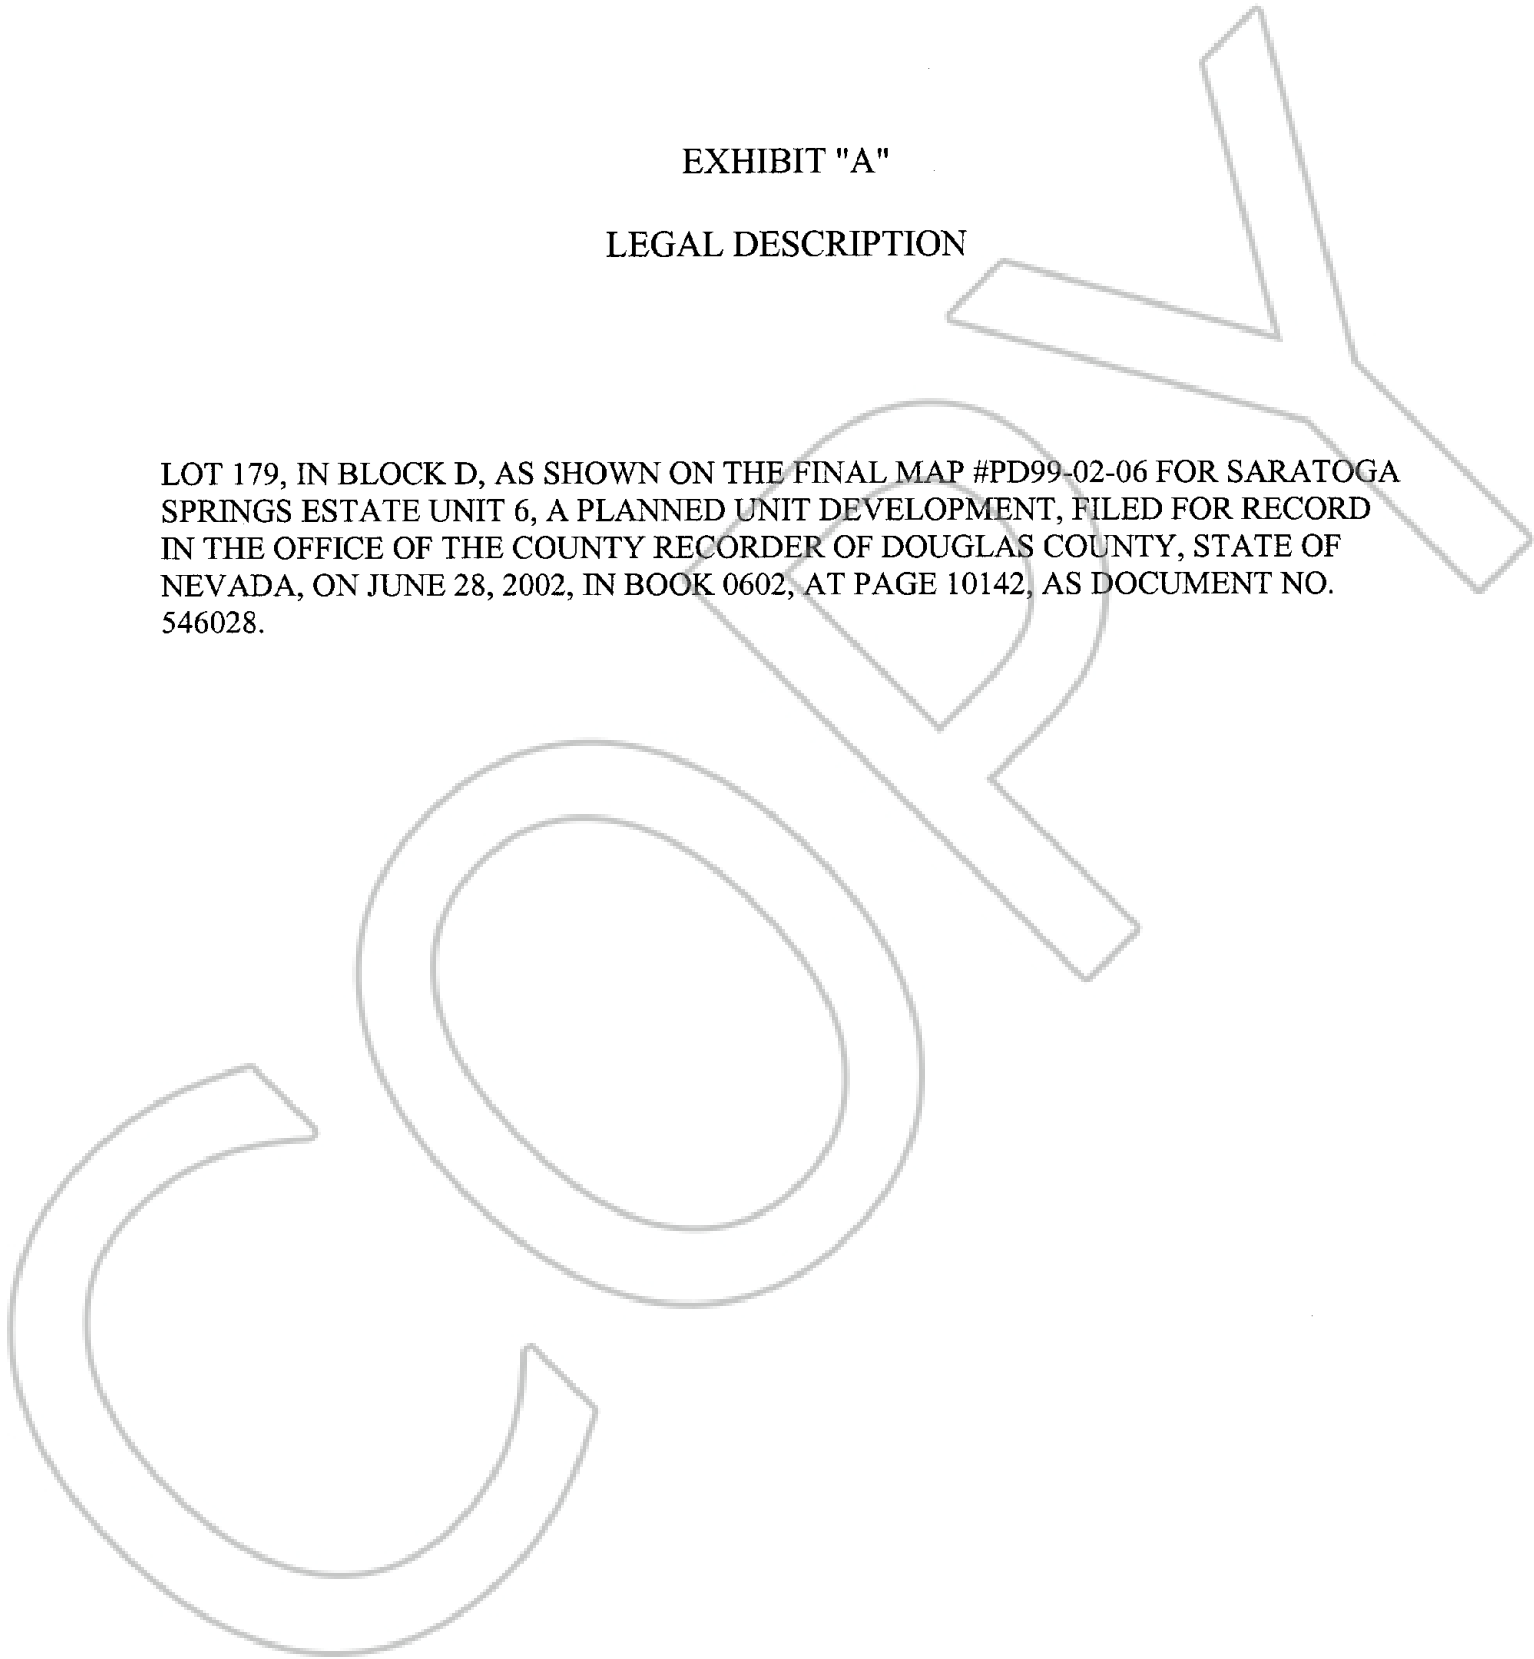 EXHIBIT "A"
LEGAL DESCRIPTION
LOT 179, IN BLOCK D, AS SHOWN ON THE FINAL MAP #PD99-02-06 FOR SARATOGA
SPRINGS ESTATE UNIT 6, A PLANNED UNIT DEVELOPMENT, FILED FOR RECORD
IN THE OFFICE OF THE COUNTY RECORDER OF DOUGLAS COUNTY, STATE OF
NEVADA, ON JUNE 28, 2002, IN BOOK 0602, AT PAGE 10142, AS DOCUMENT NO.
546028.
COPY